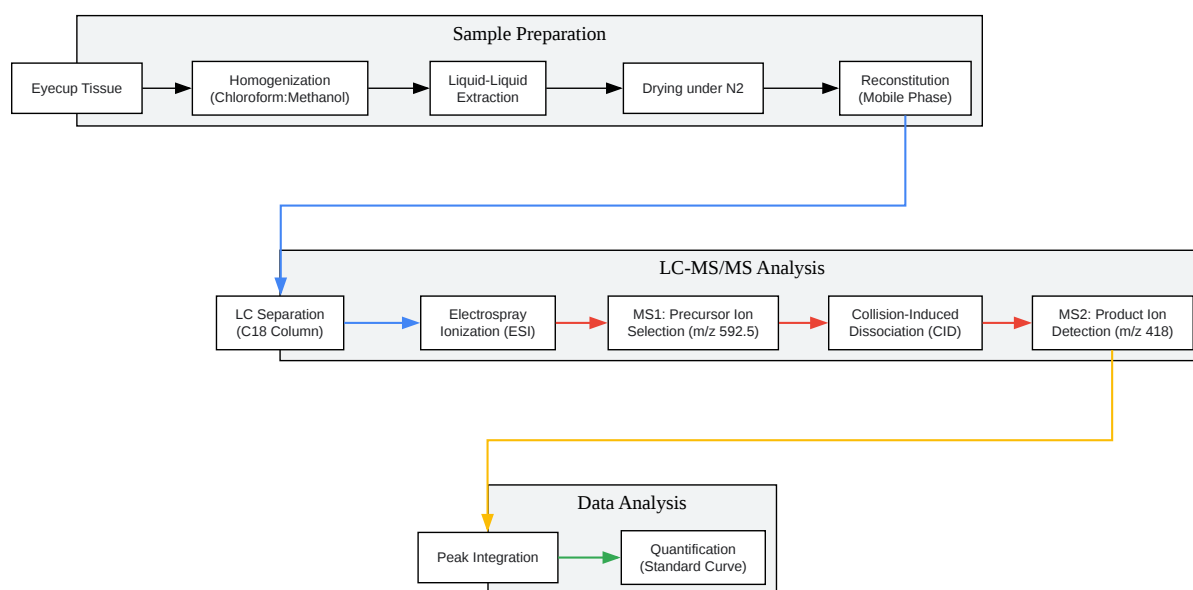 Sample Preparation
Eyecup Tissue
Homogenization
(Chloroform:Methanol)
Liquid-Liquid
Extraction
Drying under N2
Reconstitution
(Mobile Phase)
LC-MS/MS Analysis
LC Separation
(C18 Column)
Electrospray
Ionization (ESI)
MS1: Precursor Ion
Selection (m/z 592.5)
Collision-Induced
Dissociation (CID)
MS2: Product Ion
Detection (m/z 418)
Data Analysis
Peak Integration
Quantification
(Standard Curve)